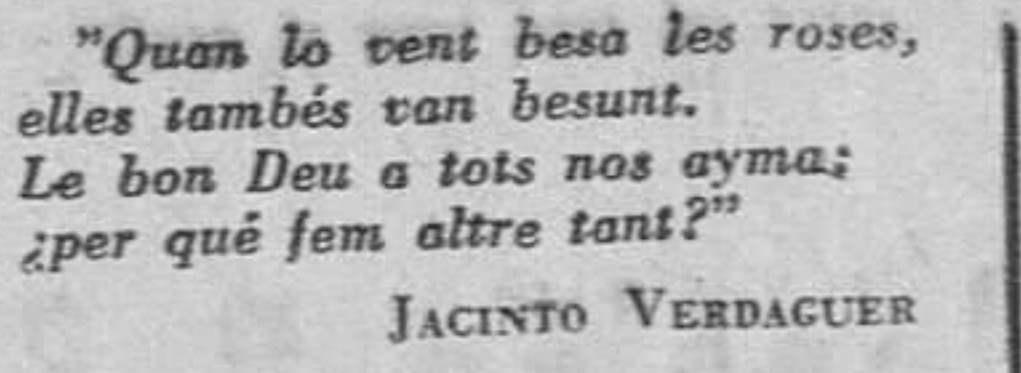 ”Quan lo vent besa les roses,
elles tambés van besunt.
Le bon Deu a tots nos ayma;
¿per qué fem altre tant?”
JACINTO VERDAGUER